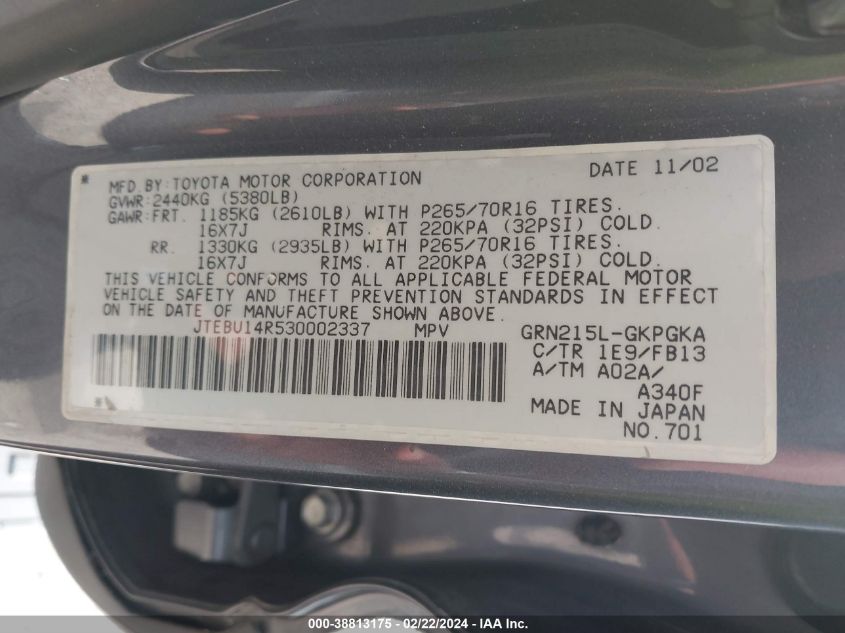 * MFD. BY: TOYOTA MOTOR CORPORATION DATE 11/02
GVWR: 2440KG (5380LB)
GAWR: FRT. 1185KG (2610LB) WITH P265/70R16 TIRES.
16X7J RIMS. AT 220KPA (32PSI) COLD.
RR. 1330KG (2935LB) WITH P265/70R16 TIRES.
16X7J RIMS. AT 220KPA (32PSI) COLD.
THIS VEHICLE CONFORMS TO ALL APPLICABLE FEDERAL MOTOR
VEHICLE SAFETY AND THEFT PREVENTION STANDARDS IN EFFECT
ON THE DATE OF MANUFACTURE SHOWN ABOVE.
JTEBU14R530002337 MPV GRN215L-GKPGKA
C/TR 1E9/FB13
A/TM A02A/
A340F
* MADE IN JAPAN
NO.701
000-38813175 - 02/22/2024 - IAA Inc.